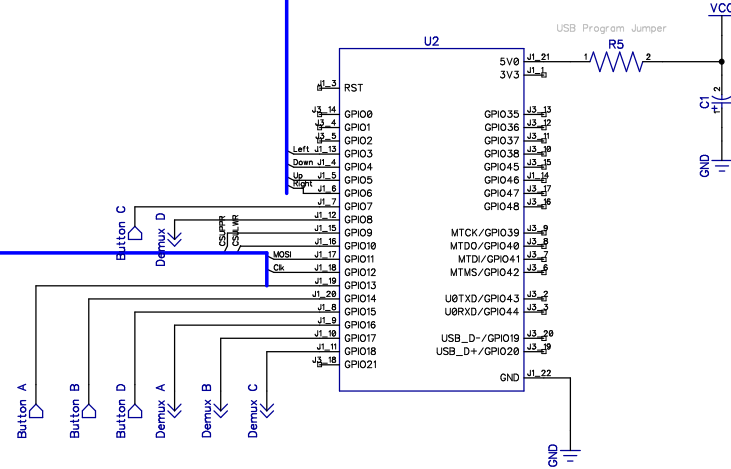 VCC
USB Program Jumper
U2
R5
5V0 J1_21 1 2
3V3 J1_1
J1_3 RST
C1 2 + 1
GND
J3_14 GPIO0 GPIO35 J3_13
J3_4 GPIO1 GPIO36 J3_12
J3_5 GPIO2 GPIO37 J3_11
Left J1_13 GPIO3 GPIO38 J3_10
Down J1_4 GPIO4 GPIO45 J3_15
Up J1_5 GPIO5 GPIO46 J1_14
Right J1_6 GPIO6 GPIO47 J3_17
J1_7 GPIO7 GPIO48 J3_16
J1_12 GPIO8
J1_15 GPIO9 MTCK/GPIO39 J3_9
J1_16 GPIO10 MTDO/GPIO40 J3_8
MOSI J1_17 GPIO11 MTDI/GPIO41 J3_7
Clk J1_18 GPIO12 MTMS/GPIO42 J3_6
J1_19 GPIO13
J1_20 GPIO14 U0TXD/GPIO43 J3_2
J1_8 GPIO15 U0RXD/GPIO44 J3_3
J1_9 GPIO16
J1_10 GPIO17 USB_D-/GPIO19 J3_20
J1_11 GPIO18 USB_D+/GPIO20 J3_19
J3_18 GPIO21
GND J1_22
Button C
Demux D
CSUPPR
CSULWR
Button A
Button B
Button D
Demux A
Demux B
Demux C
GND